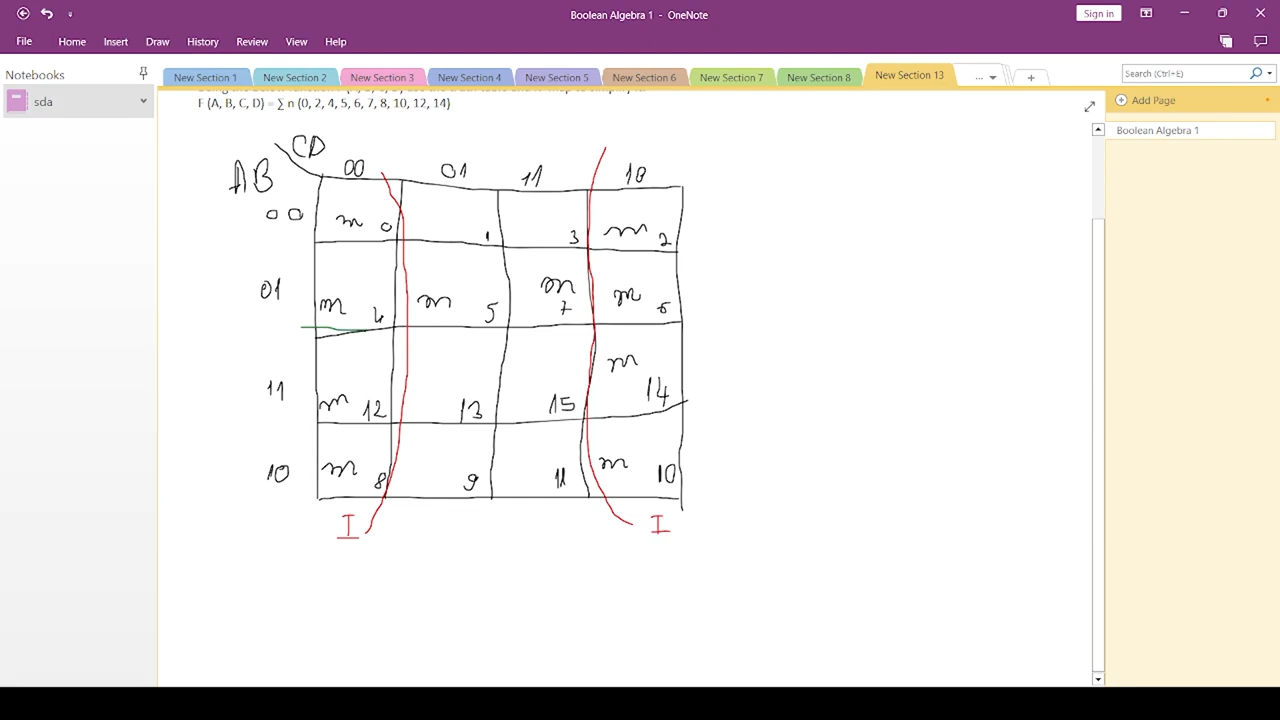 Boolean Algebra 1 - OneNote
Sign in
File Home Insert Draw History Review View Help
Notebooks
New Section 1 New Section 2 New Section 3 New Section 4 New Section 5 New Section 6 New Section 7 New Section 8 New Section 13 ... +
Search (Ctrl+E)
sda
Add Page
Boolean Algebra 1
F (A, B, C, D) = ∑ n (0, 2, 4, 5, 6, 7, 8, 10, 12, 14)
CD
AB 00 01 11 10
00 m 0 1 3 m 2
01 m 4 m 5 m 7 m 6
11 m 12 13 15 m 14
10 m 8 9 11 m 10
I I